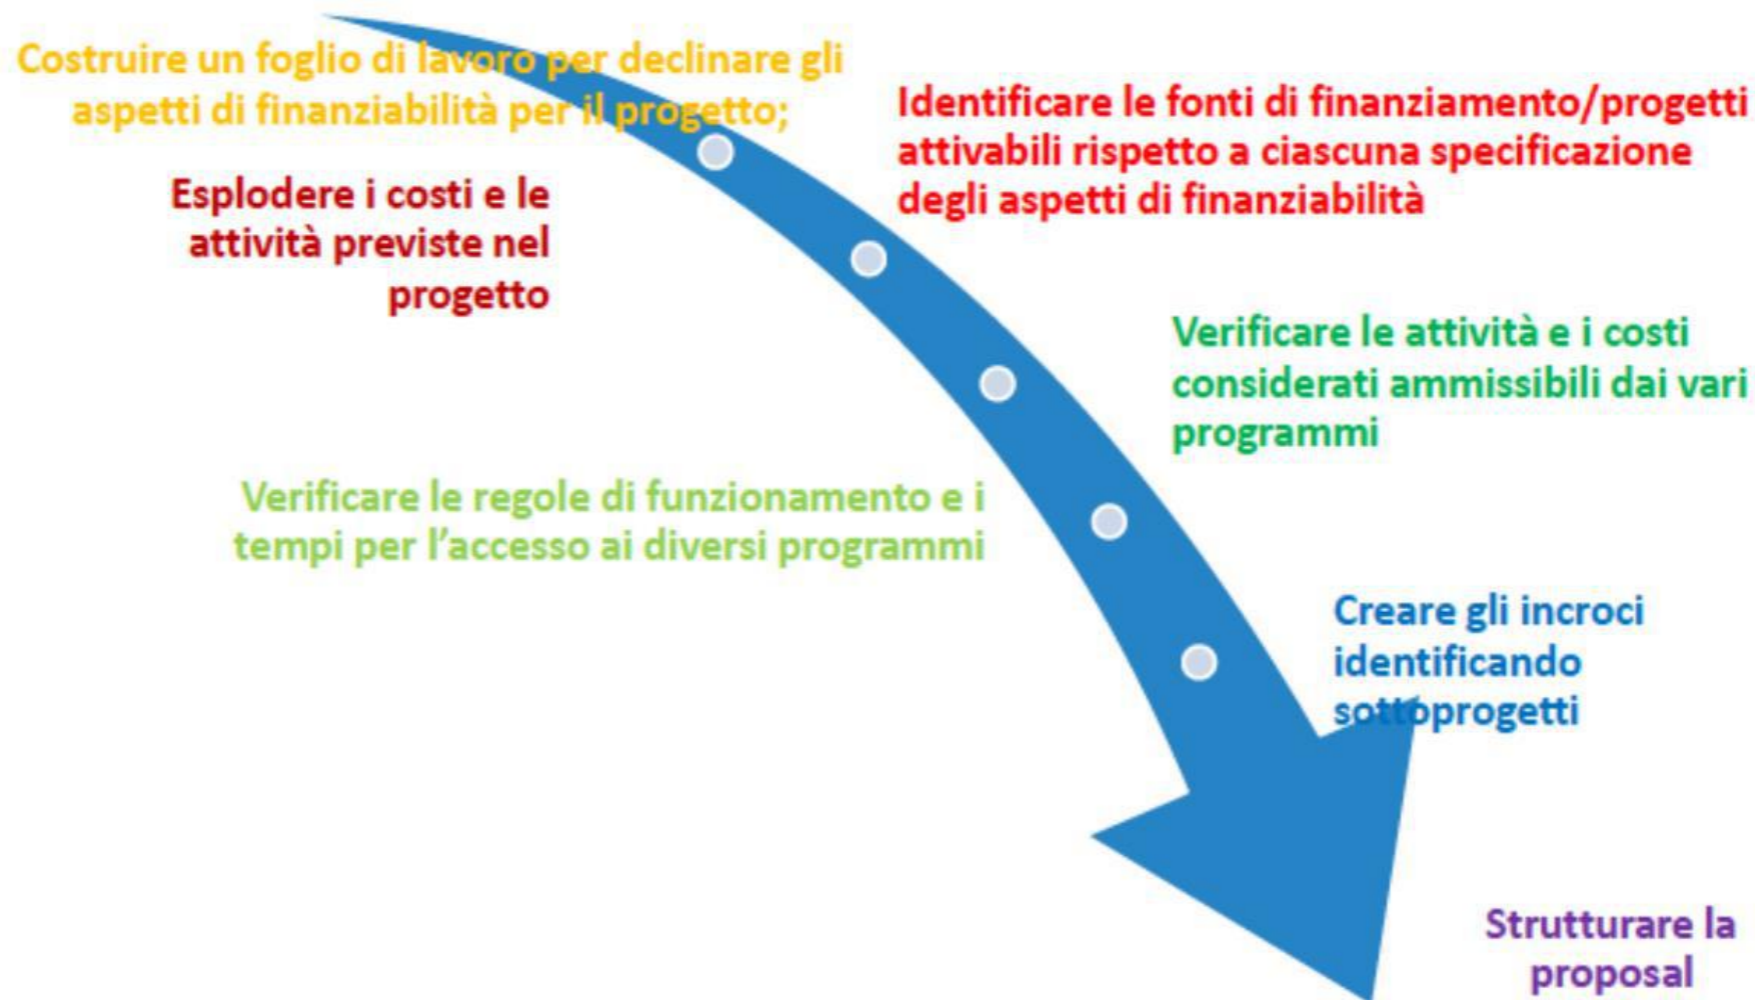 Costruire un foglio di lavoro per declinare gli
aspetti di finanziabilità per il progetto;
Identificare le fonti di finanziamento/progetti
attivabili rispetto a ciascuna specificazione
degli aspetti di finanziabilità
Esplodere i costi e le
attività previste nel
progetto
Verificare le attività e i costi
considerati ammissibili dai vari
programmi
Verificare le regole di funzionamento e i
tempi per l’accesso ai diversi programmi
Creare gli incroci
identificando
sottoprogetti
Strutturare la
proposal